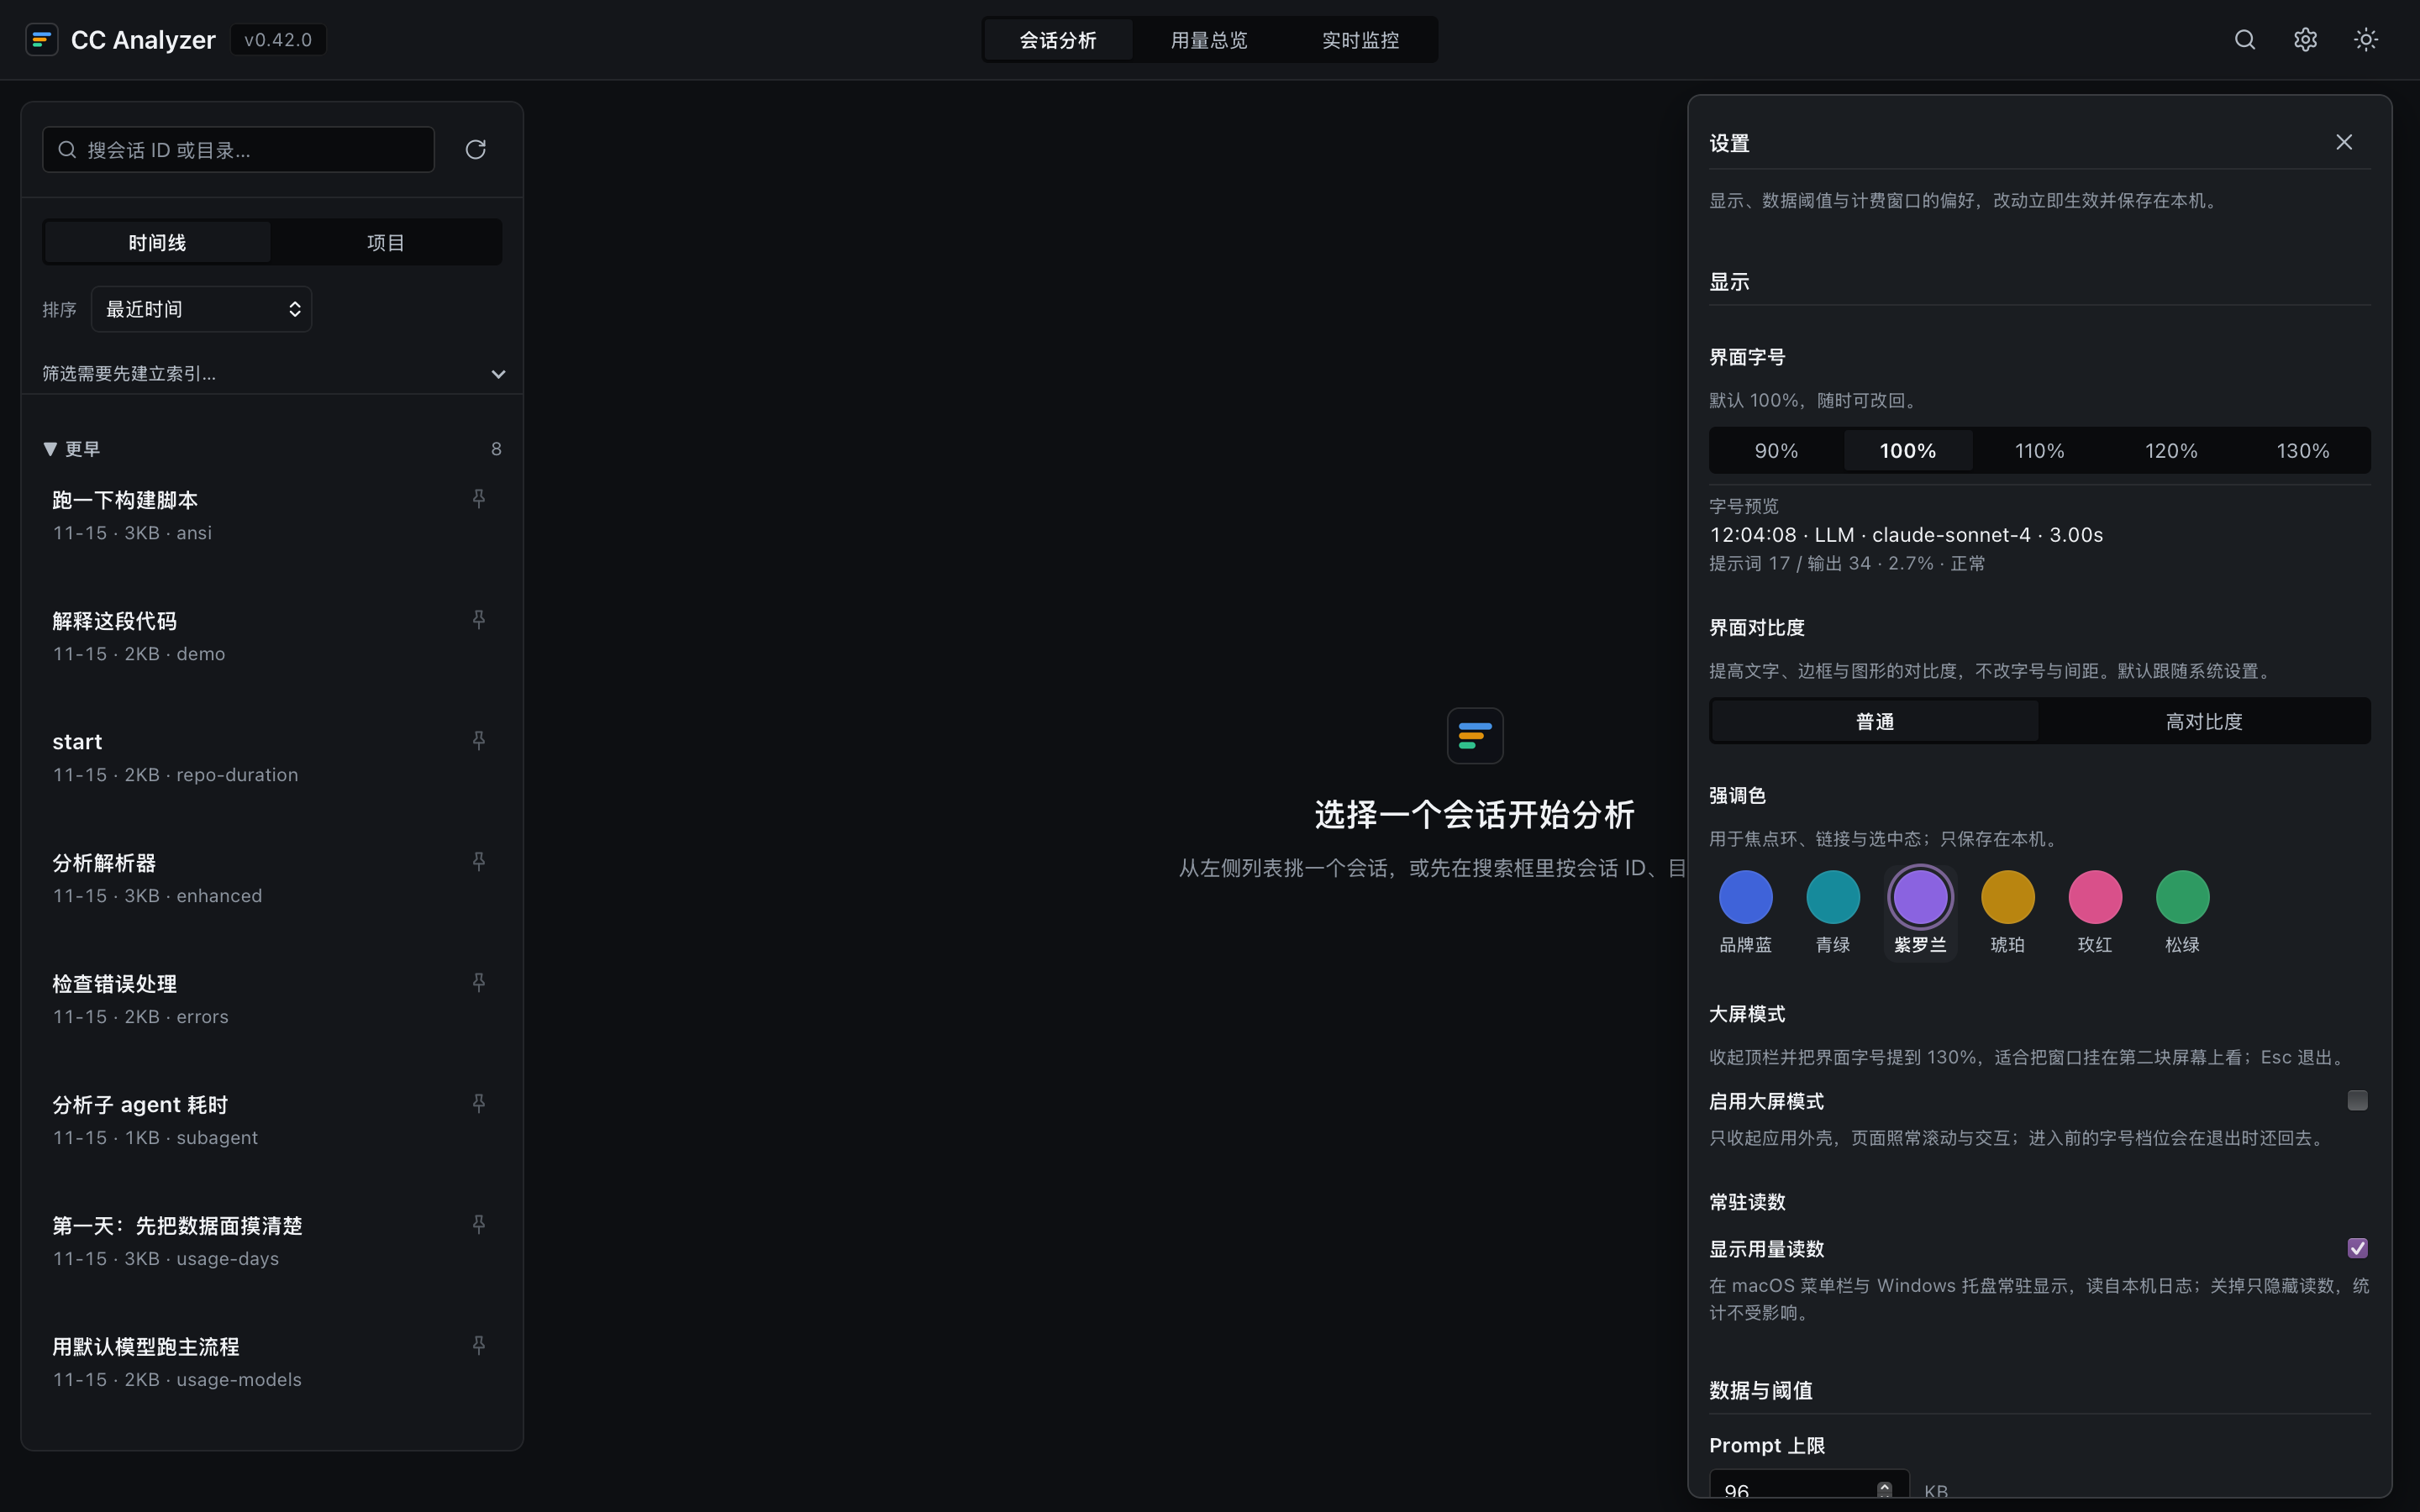 CC Analyzer v0.42.0
会话分析 用量总览 实时监控
搜会话 ID 或目录...
时间线 项目
排序 最近时间
筛选需要先建立索引...
更早 8
跑一下构建脚本
11-15 · 3KB · ansi
解释这段代码
11-15 · 2KB · demo
start
11-15 · 2KB · repo-duration
分析解析器
11-15 · 3KB · enhanced
检查错误处理
11-15 · 2KB · errors
分析子 agent 耗时
11-15 · 1KB · subagent
第一天：先把数据面摸清楚
11-15 · 3KB · usage-days
用默认模型跑主流程
11-15 · 2KB · usage-models
选择一个会话开始分析
从左侧列表挑一个会话，或先在搜索框里按会话 ID、目
设置
显示、数据阈值与计费窗口的偏好，改动立即生效并保存在本机。
显示
界面字号
默认 100%，随时可改回。
90% 100% 110% 120% 130%
字号预览
12:04:08 · LLM · claude-sonnet-4 · 3.00s
提示词 17 / 输出 34 · 2.7% · 正常
界面对比度
提高文字、边框与图形的对比度，不改字号与间距。默认跟随系统设置。
普通 高对比度
强调色
用于焦点环、链接与选中态；只保存在本机。
品牌蓝 青绿 紫罗兰 琥珀 玫红 松绿
大屏模式
收起顶栏并把界面字号提到 130%，适合把窗口挂在第二块屏幕上看；Esc 退出。
启用大屏模式
只收起应用外壳，页面照常滚动与交互；进入前的字号档位会在退出时还回去。
常驻读数
显示用量读数
在 macOS 菜单栏与 Windows 托盘常驻显示，读自本机日志；关掉只隐藏读数，统
计不受影响。
数据与阈值
Prompt 上限
96 KB